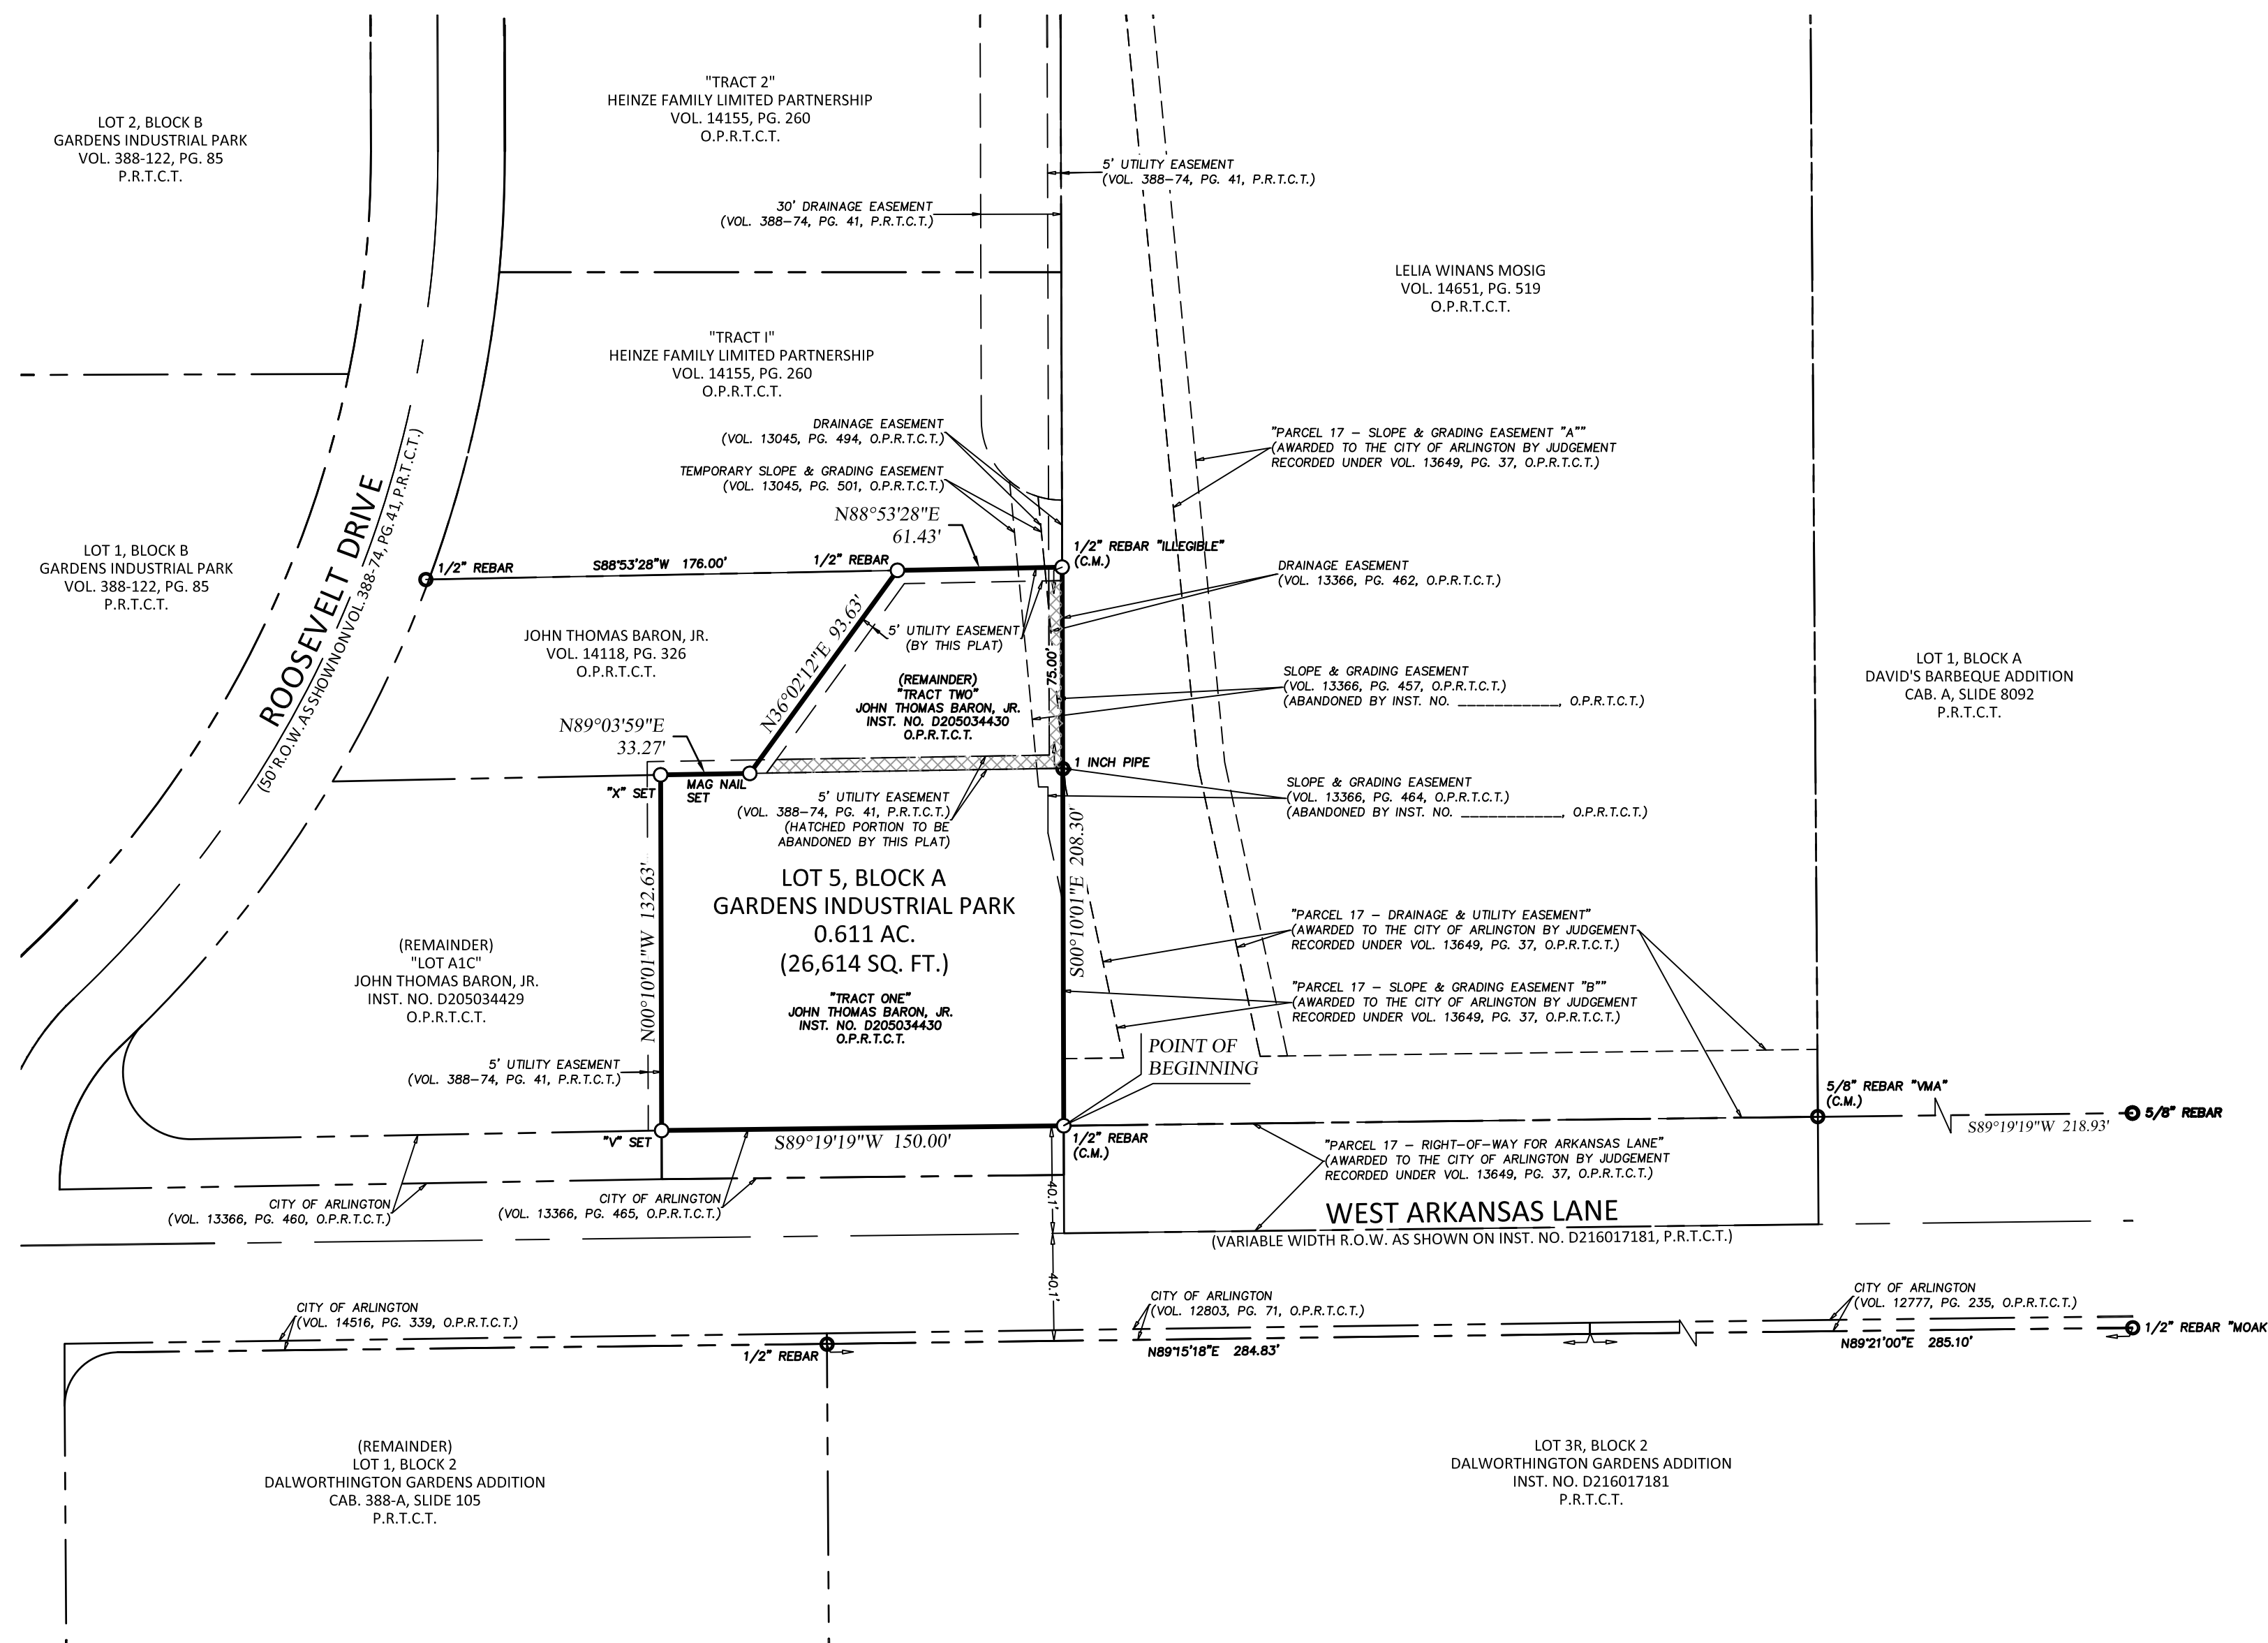 "TRACT 2"
HEINZE FAMILY LIMITED PARTNERSHIP
VOL. 14155, PG. 260
O.P.R.T.C.T.
LOT 2, BLOCK B
GARDENS INDUSTRIAL PARK
VOL. 388-122, PG. 85
P.R.T.C.T.
5' UTILITY EASEMENT
(VOL. 388-74, PG. 41, P.R.T.C.T.)
30' DRAINAGE EASEMENT
(VOL. 388-74, PG. 41, P.R.T.C.T.)
LELIA WINANS MOSIG
VOL. 14651, PG. 519
O.P.R.T.C.T.
"TRACT I"
HEINZE FAMILY LIMITED PARTNERSHIP
VOL. 14155, PG. 260
O.P.R.T.C.T.
DRAINAGE EASEMENT
(VOL. 13045, PG. 494, O.P.R.T.C.T.)
TEMPORARY SLOPE & GRADING EASEMENT
(VOL. 13045, PG. 501, O.P.R.T.C.T.)
"PARCEL 17 - SLOPE & GRADING EASEMENT "A""
(AWARDED TO THE CITY OF ARLINGTON BY JUDGEMENT
RECORDED UNDER VOL. 13649, PG. 37, O.P.R.T.C.T.)
ROOSEVELT DRIVE
(50' R.O.W. AS SHOWN ON VOL. 388-74, PG. 41, P.R.T.C.T.)
N88°53'28"E
61.43'
LOT 1, BLOCK B
GARDENS INDUSTRIAL PARK
VOL. 388-122, PG. 85
P.R.T.C.T.
1/2" REBAR
S88°53'28"W 176.00'
1/2" REBAR
1/2" REBAR "ILLEGIBLE"
(C.M.)
DRAINAGE EASEMENT
(VOL. 13366, PG. 462, O.P.R.T.C.T.)
JOHN THOMAS BARON, JR.
VOL. 14118, PG. 326
O.P.R.T.C.T.
N36°02'12"E 93.63'
5' UTILITY EASEMENT
(BY THIS PLAT)
75.00'
(REMAINDER)
"TRACT TWO"
JOHN THOMAS BARON, JR.
INST. NO. D205034430
O.P.R.T.C.T.
SLOPE & GRADING EASEMENT
(VOL. 13366, PG. 457, O.P.R.T.C.T.)
(ABANDONED BY INST. NO. ____________, O.P.R.T.C.T.)
LOT 1, BLOCK A
DAVID'S BARBEQUE ADDITION
CAB. A, SLIDE 8092
P.R.T.C.T.
N89°03'59"E
33.27'
1 INCH PIPE
"X" SET
MAG NAIL
SET
5' UTILITY EASEMENT
(VOL. 388-74, PG. 41, P.R.T.C.T.)
(HATCHED PORTION TO BE
ABANDONED BY THIS PLAT)
SLOPE & GRADING EASEMENT
(VOL. 13366, PG. 464, O.P.R.T.C.T.)
(ABANDONED BY INST. NO. ____________, O.P.R.T.C.T.)
S00°10'01"E 208.30'
N00°10'01"W 132.63'
LOT 5, BLOCK A
GARDENS INDUSTRIAL PARK
0.611 AC.
(26,614 SQ. FT.)
"TRACT ONE"
JOHN THOMAS BARON, JR.
INST. NO. D205034430
O.P.R.T.C.T.
(REMAINDER)
"LOT A1C"
JOHN THOMAS BARON, JR.
INST. NO. D205034429
O.P.R.T.C.T.
"PARCEL 17 - DRAINAGE & UTILITY EASEMENT"
(AWARDED TO THE CITY OF ARLINGTON BY JUDGEMENT
RECORDED UNDER VOL. 13649, PG. 37, O.P.R.T.C.T.)
"PARCEL 17 - SLOPE & GRADING EASEMENT "B""
(AWARDED TO THE CITY OF ARLINGTON BY JUDGEMENT
RECORDED UNDER VOL. 13649, PG. 37, O.P.R.T.C.T.)
5' UTILITY EASEMENT
(VOL. 388-74, PG. 41, P.R.T.C.T.)
POINT OF
BEGINNING
5/8" REBAR "VMA"
(C.M.)
5/8" REBAR
S89°19'19"W 218.93'
"V" SET
S89°19'19"W 150.00'
1/2" REBAR
(C.M.)
"PARCEL 17 - RIGHT-OF-WAY FOR ARKANSAS LANE"
(AWARDED TO THE CITY OF ARLINGTON BY JUDGEMENT
RECORDED UNDER VOL. 13649, PG. 37, O.P.R.T.C.T.)
CITY OF ARLINGTON
(VOL. 13366, PG. 460, O.P.R.T.C.T.)
CITY OF ARLINGTON
(VOL. 13366, PG. 465, O.P.R.T.C.T.)
40.1'
WEST ARKANSAS LANE
(VARIABLE WIDTH R.O.W. AS SHOWN ON INST. NO. D216017181, P.R.T.C.T.)
40.1'
CITY OF ARLINGTON
(VOL. 14516, PG. 339, O.P.R.T.C.T.)
CITY OF ARLINGTON
(VOL. 12803, PG. 71, O.P.R.T.C.T.)
CITY OF ARLINGTON
(VOL. 12777, PG. 235, O.P.R.T.C.T.)
1/2" REBAR
N89°15'18"E 284.83'
N89°21'00"E 285.10'
1/2" REBAR "MOAK
(REMAINDER)
LOT 1, BLOCK 2
DALWORTHINGTON GARDENS ADDITION
CAB. 388-A, SLIDE 105
P.R.T.C.T.
LOT 3R, BLOCK 2
DALWORTHINGTON GARDENS ADDITION
INST. NO. D216017181
P.R.T.C.T.